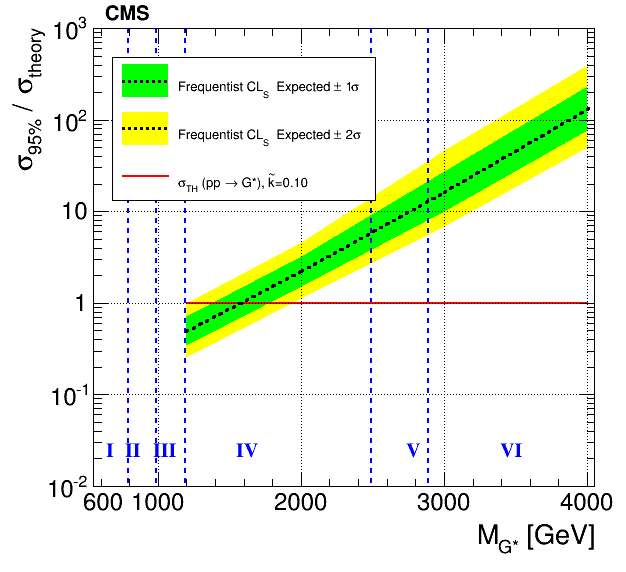 CMS
10³
10²
10
1
10⁻¹
10⁻²
σ95% / σtheory
Frequentist CLS Expected ± 1σ
Frequentist CLS Expected ± 2σ
σTH (pp → G*), k̃=0.10
I II III IV V VI
600 1000 2000 3000 4000
MG* [GeV]